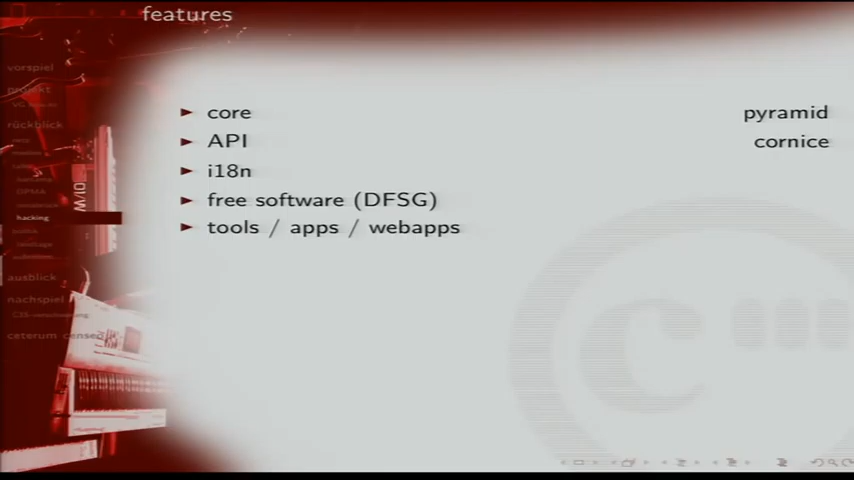 features
vorspiel
projekt
rückblick
hacking
ausblick
nachspiel
ceterum censeo
core pyramid
API cornice
i18n
free software (DFSG)
tools / apps / webapps